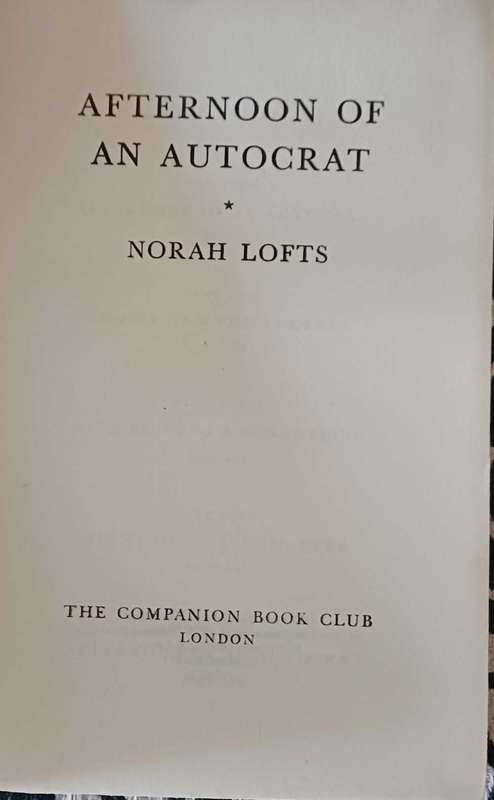 AFTERNOON OF
AN AUTOCRAT
*
NORAH LOFTS
THE COMPANION BOOK CLUB
LONDON